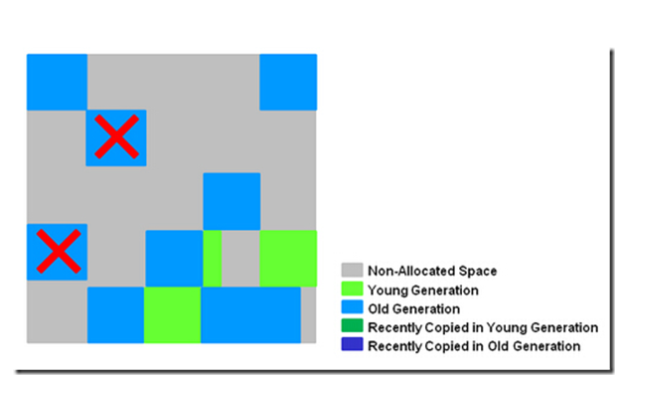 Non-Allocated Space
Young Generation
Old Generation
Recently Copied in Young Generation
Recently Copied in Old Generation